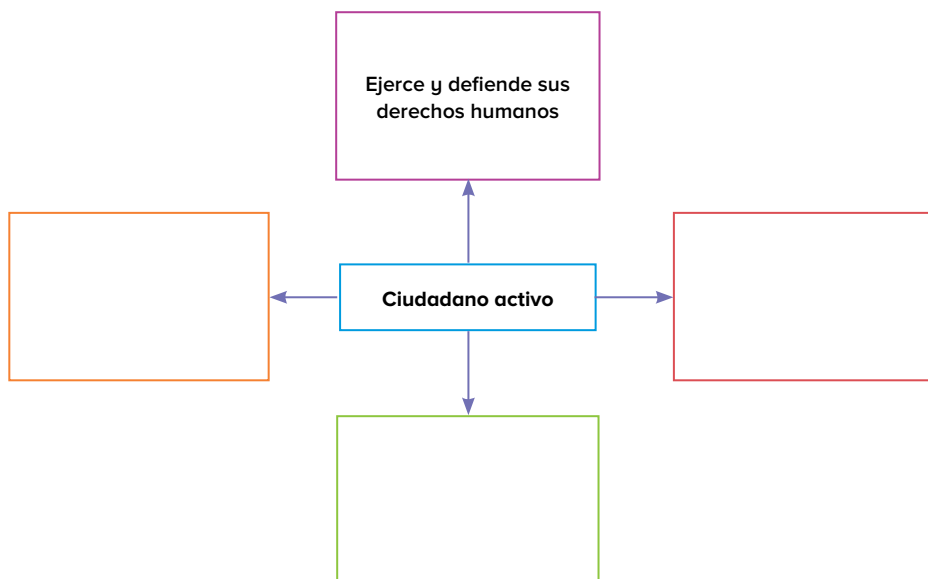 Ejerce y defiende sus
derechos humanos
Ciudadano activo